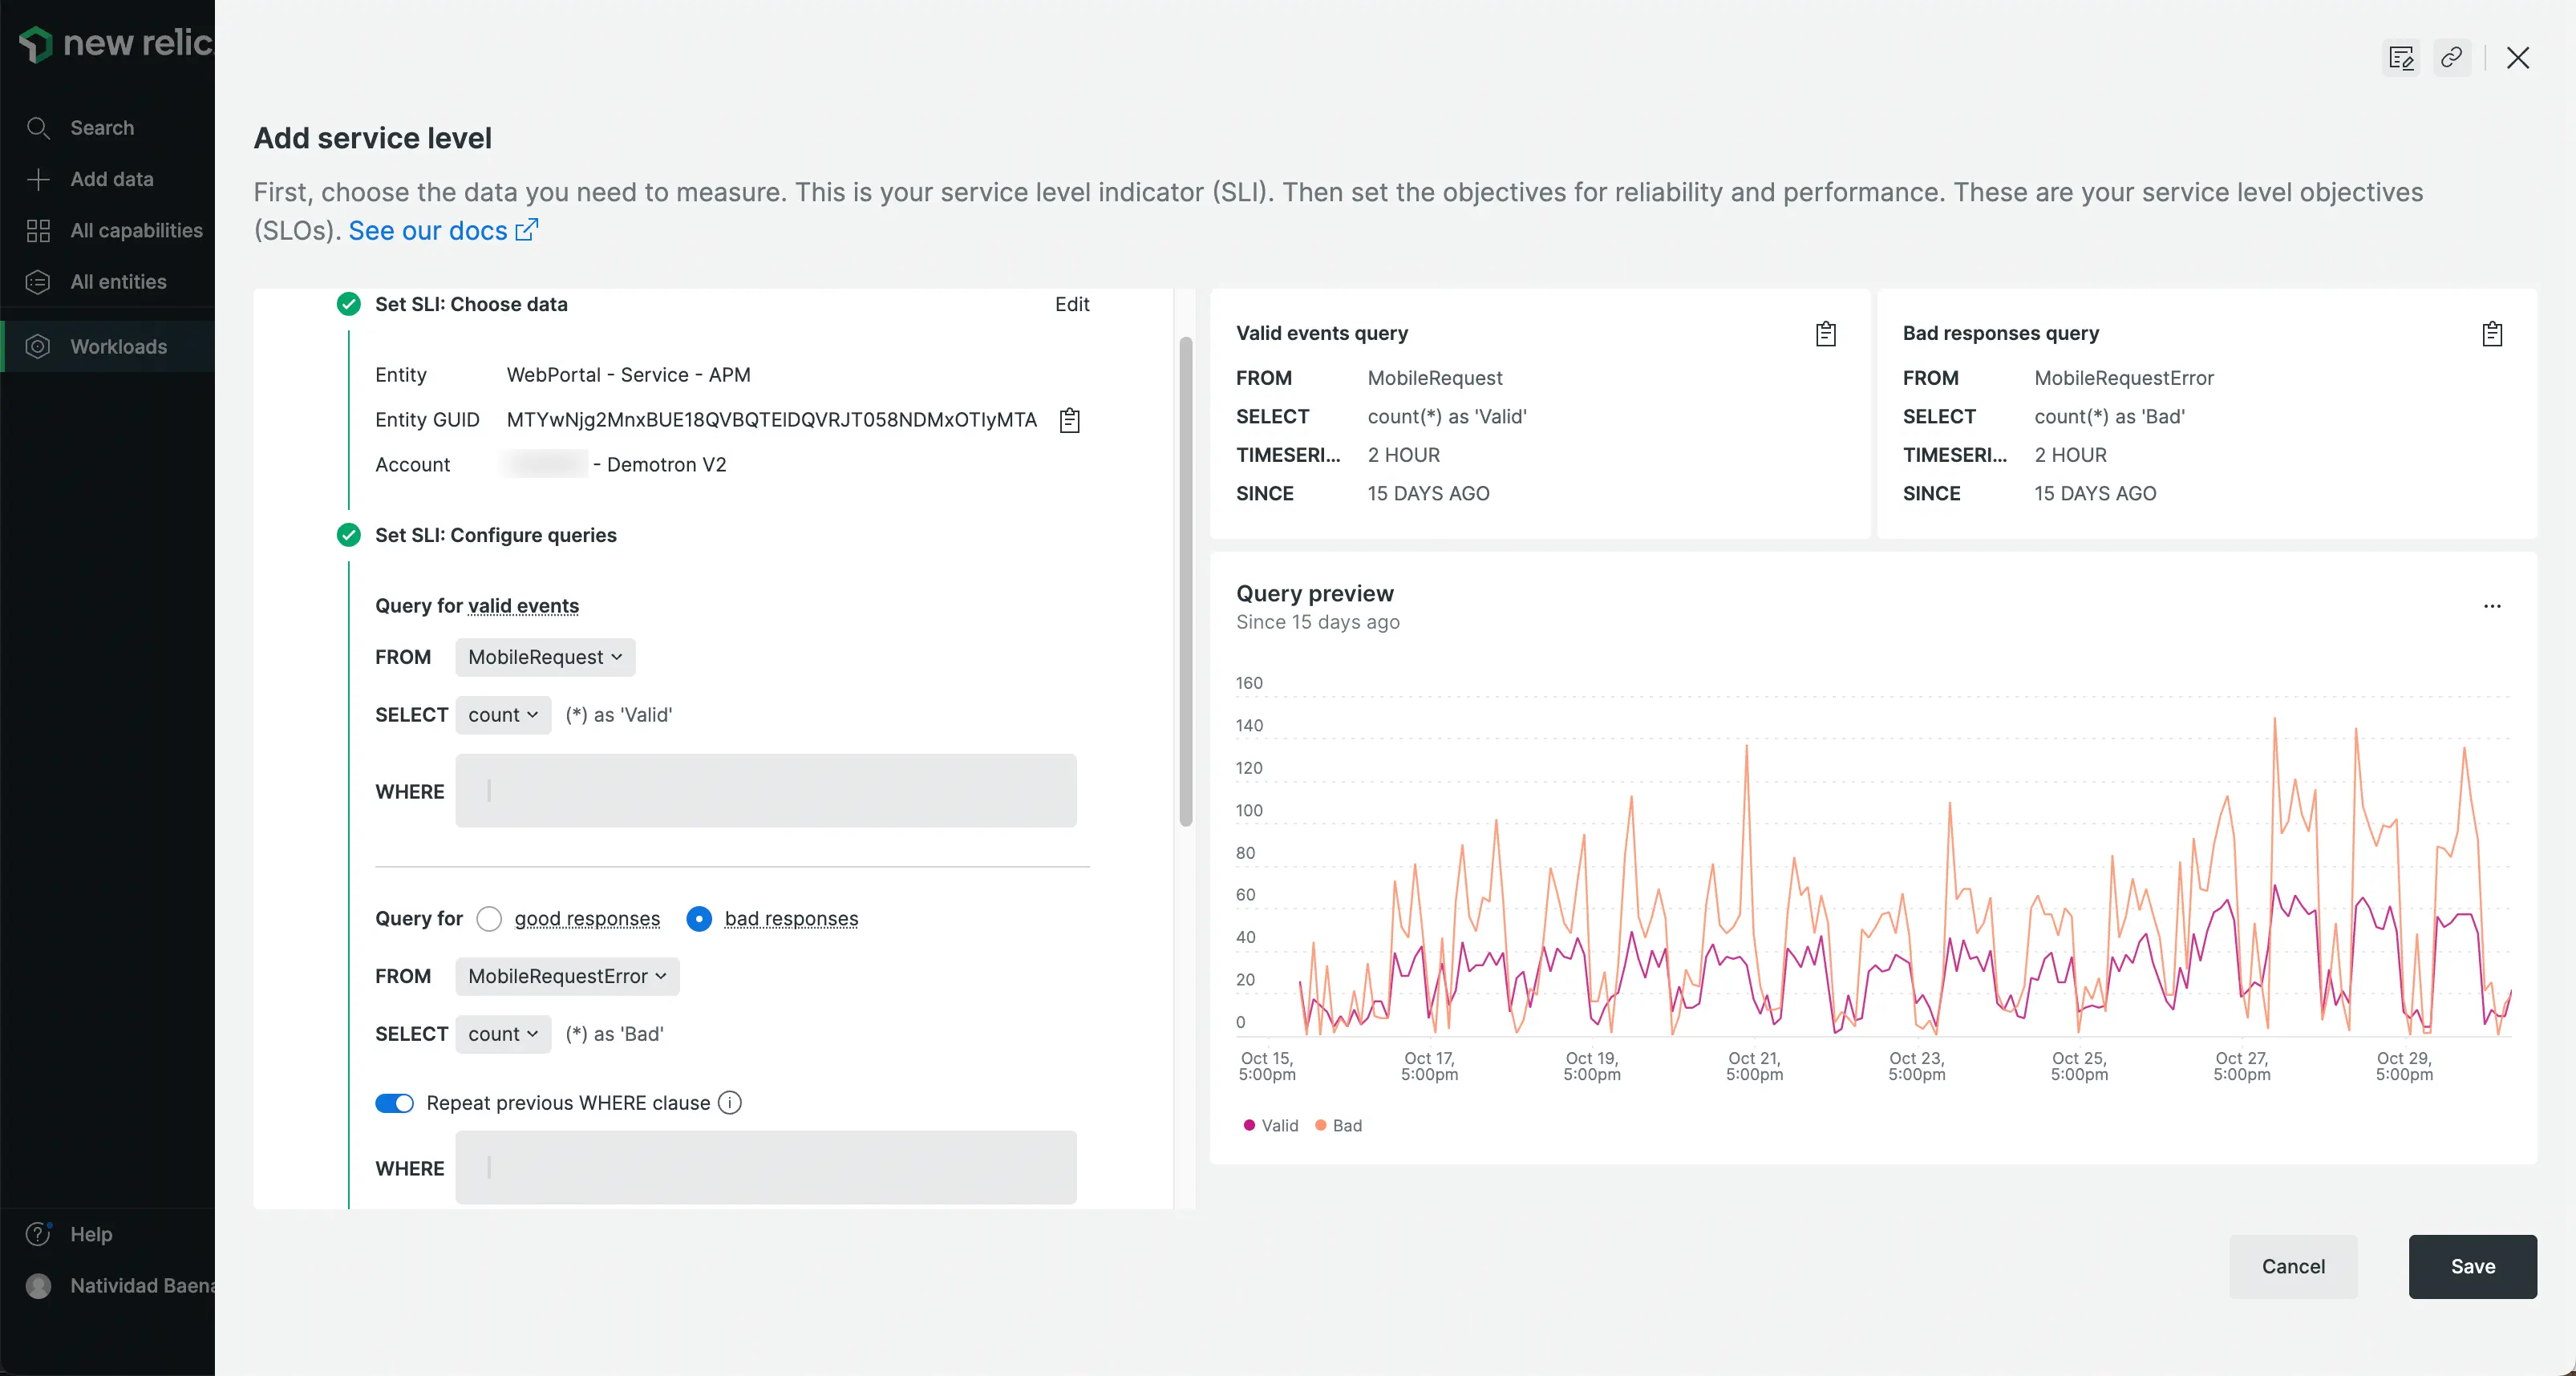 new relic.
Search
Add data
All capabilities
All entities
Workloads
Help
Natividad Baena
Add service level
First, choose the data you need to measure. This is your service level indicator (SLI). Then set the objectives for reliability and performance. These are your service level objectives
(SLOs). See our docs
Set SLI: Choose data
Edit
Entity
WebPortal - Service - APM
Entity GUID
MTYwNjg2MnxBUE18QVBQTElDQVRJT058NDMxOTIyMTA
Account
- Demotron V2
Set SLI: Configure queries
Query for valid events
FROM MobileRequest
SELECT count (*) as 'Valid'
WHERE
Query for good responses bad responses
FROM MobileRequestError
SELECT count (*) as 'Bad'
Repeat previous WHERE clause
WHERE
Valid events query
FROM MobileRequest
SELECT count(*) as 'Valid'
TIMESERI... 2 HOUR
SINCE 15 DAYS AGO
Bad responses query
FROM MobileRequestError
SELECT count(*) as 'Bad'
TIMESERI... 2 HOUR
SINCE 15 DAYS AGO
Query preview
Since 15 days ago
...
160
140
120
100
80
60
40
20
0
Oct 15,
5:00pm
Oct 17,
5:00pm
Oct 19,
5:00pm
Oct 21,
5:00pm
Oct 23,
5:00pm
Oct 25,
5:00pm
Oct 27,
5:00pm
Oct 29,
5:00pm
Valid Bad
Cancel
Save